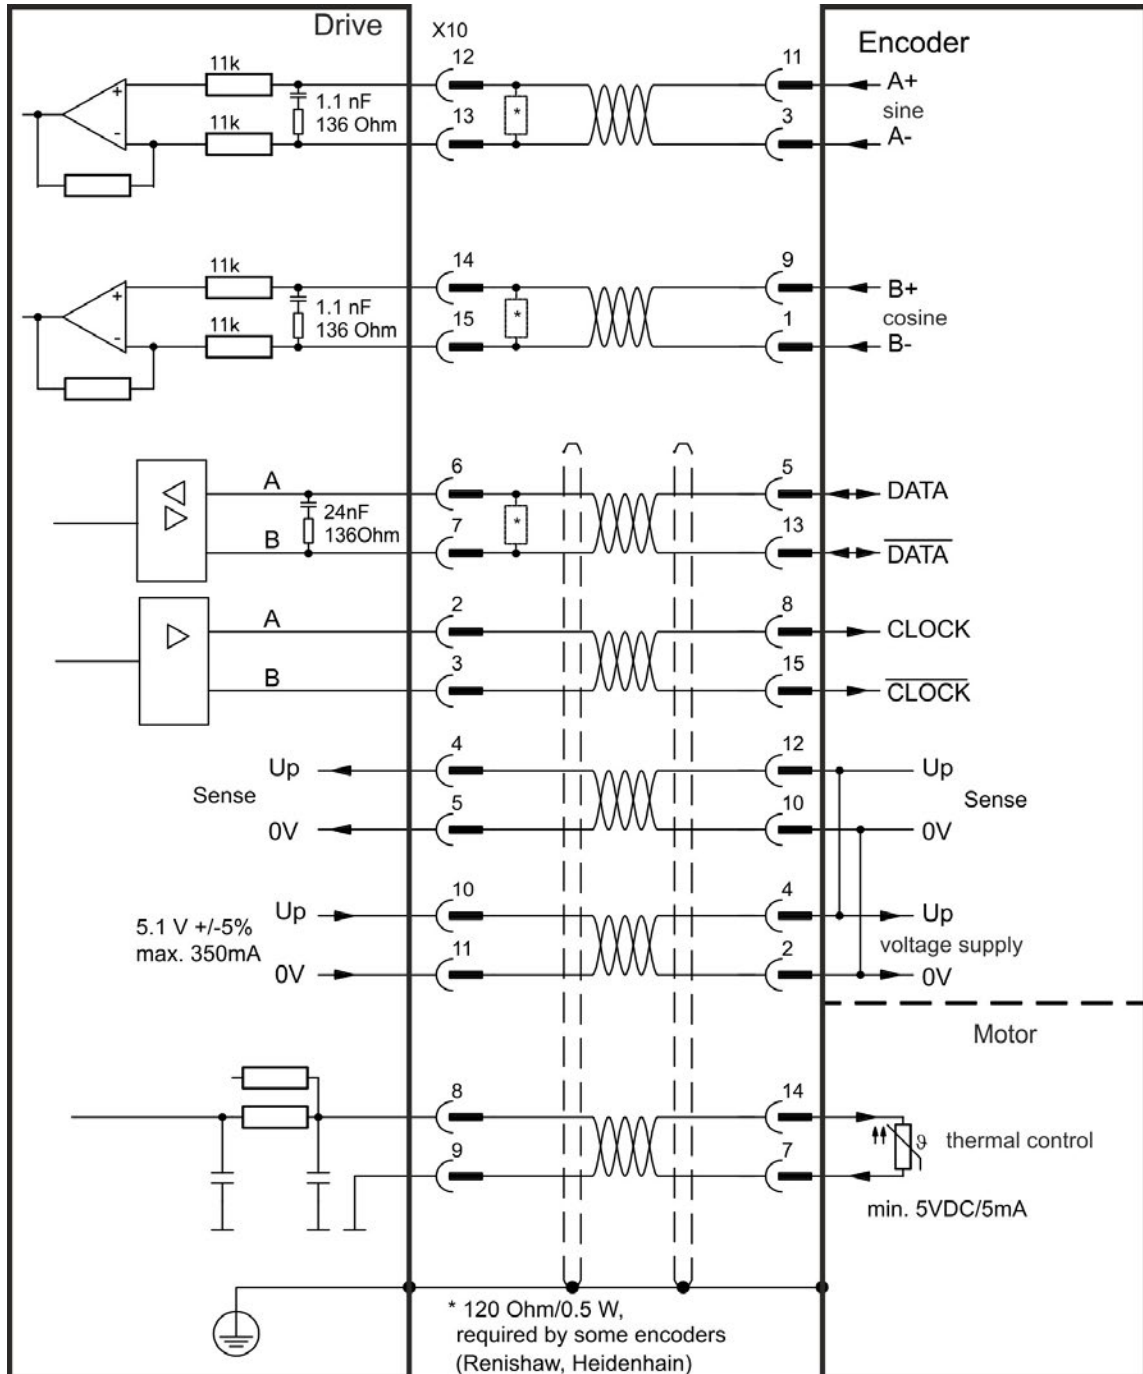 Drive
X10
Encoder
11k
12
11
A+
1.1 nF
136 Ohm
*
sine
11k
13
3
A-
11k
14
9
B+
1.1 nF
136 Ohm
*
cosine
11k
15
1
B-
A
6
5
DATA
24nF
136Ohm
*
B
7
13
DATA
A
2
8
CLOCK
B
3
15
CLOCK
Up
4
12
Up
Sense
Sense
0V
5
10
0V
Up
10
4
Up
5.1 V +/-5%
max. 350mA
voltage supply
0V
11
2
0V
Motor
8
14
ϑ
thermal control
9
7
min. 5VDC/5mA
* 120 Ohm/0.5 W,
required by some encoders
(Renishaw, Heidenhain)
+
-
+
-